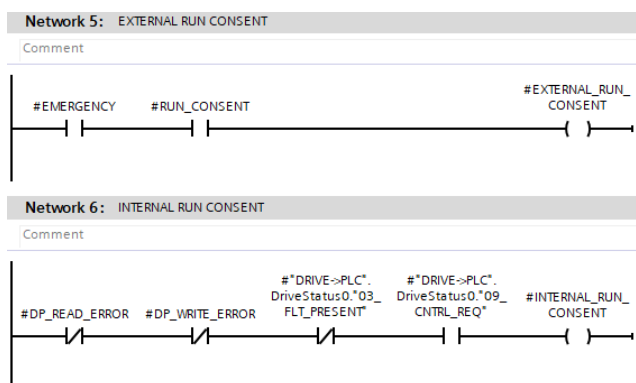 Network 5: EXTERNAL RUN CONSENT
Comment
#EXTERNAL_RUN_
#EMERGENCY #RUN_CONSENT CONSENT
Network 6: INTERNAL RUN CONSENT
Comment
#"DRIVE->PLC". #"DRIVE->PLC".
DriveStatus0."03_ DriveStatus0."09_ #INTERNAL_RUN_
#DP_READ_ERROR #DP_WRITE_ERROR FLT_PRESENT" CNTRL_REQ" CONSENT